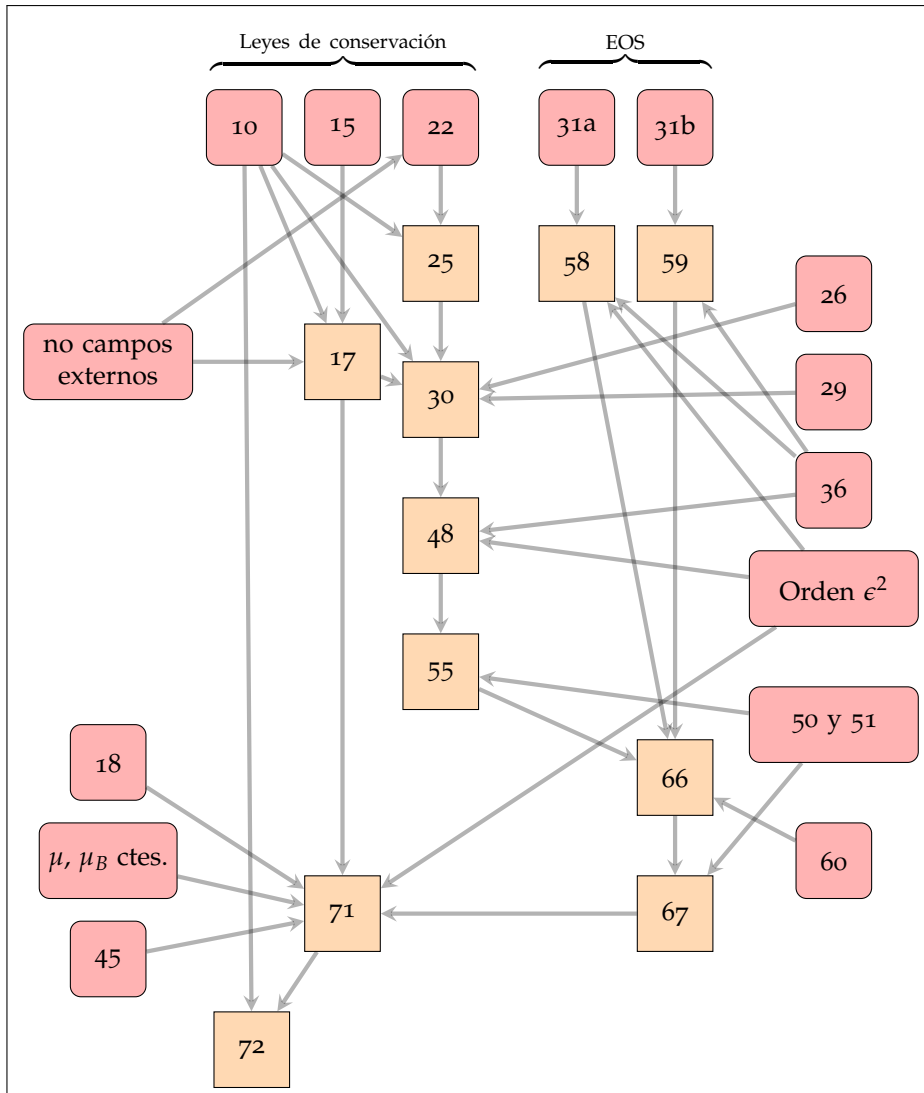 Leyes de conservación
EOS
10
15
22
31a
31b
25
58
59
26
no campos
externos
17
30
29
36
48
Orden ϵ²
55
50 y 51
18
66
μ, μ_B ctes.
60
71
67
45
72